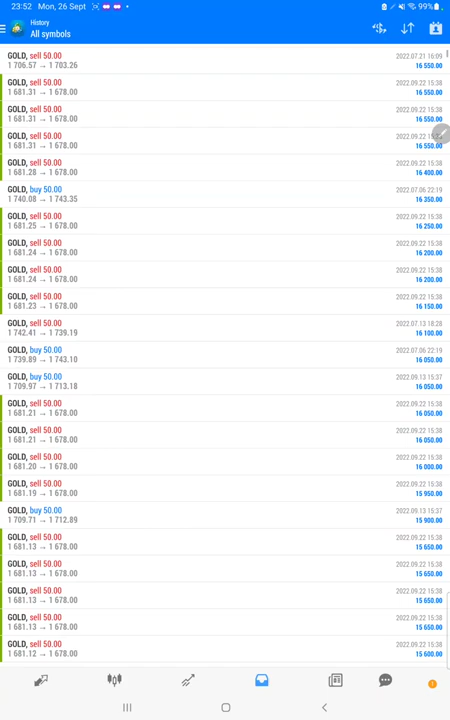 23:52 Mon, 26 Sept 99%
History
All symbols
GOLD, sell 50.00 2022.07.21 16:09
1 706.57 → 1 703.26 16 550.00
GOLD, sell 50.00 2022.09.22 15:38
1 681.31 → 1 678.00 16 550.00
GOLD, sell 50.00 2022.09.22 15:38
1 681.31 → 1 678.00 16 550.00
GOLD, sell 50.00 2022.09.22
1 681.31 → 1 678.00 16 550.00
GOLD, sell 50.00 2022.09.22 15:38
1 681.28 → 1 678.00 16 400.00
GOLD, buy 50.00 2022.07.06 22:19
1 740.08 → 1 743.35 16 350.00
GOLD, sell 50.00 2022.09.22 15:38
1 681.25 → 1 678.00 16 250.00
GOLD, sell 50.00 2022.09.22 15:38
1 681.24 → 1 678.00 16 200.00
GOLD, sell 50.00 2022.09.22 15:38
1 681.24 → 1 678.00 16 200.00
GOLD, sell 50.00 2022.09.22 15:38
1 681.23 → 1 678.00 16 150.00
GOLD, sell 50.00 2022.07.13 18:28
1 742.41 → 1 739.19 16 100.00
GOLD, buy 50.00 2022.07.06 22:19
1 739.89 → 1 743.10 16 050.00
GOLD, buy 50.00 2022.09.13 15:37
1 709.97 → 1 713.18 16 050.00
GOLD, sell 50.00 2022.09.22 15:38
1 681.21 → 1 678.00 16 050.00
GOLD, sell 50.00 2022.09.22 15:38
1 681.21 → 1 678.00 16 050.00
GOLD, sell 50.00 2022.09.22 15:38
1 681.20 → 1 678.00 16 000.00
GOLD, sell 50.00 2022.09.22 15:38
1 681.19 → 1 678.00 15 950.00
GOLD, buy 50.00 2022.09.13 15:37
1 709.71 → 1 712.89 15 900.00
GOLD, sell 50.00 2022.09.22 15:38
1 681.13 → 1 678.00 15 650.00
GOLD, sell 50.00 2022.09.22 15:38
1 681.13 → 1 678.00 15 650.00
GOLD, sell 50.00 2022.09.22 15:38
1 681.13 → 1 678.00 15 650.00
GOLD, sell 50.00 2022.09.22 15:38
1 681.13 → 1 678.00 15 650.00
GOLD, sell 50.00 2022.09.22 15:38
1 681.12 → 1 678.00 15 600.00